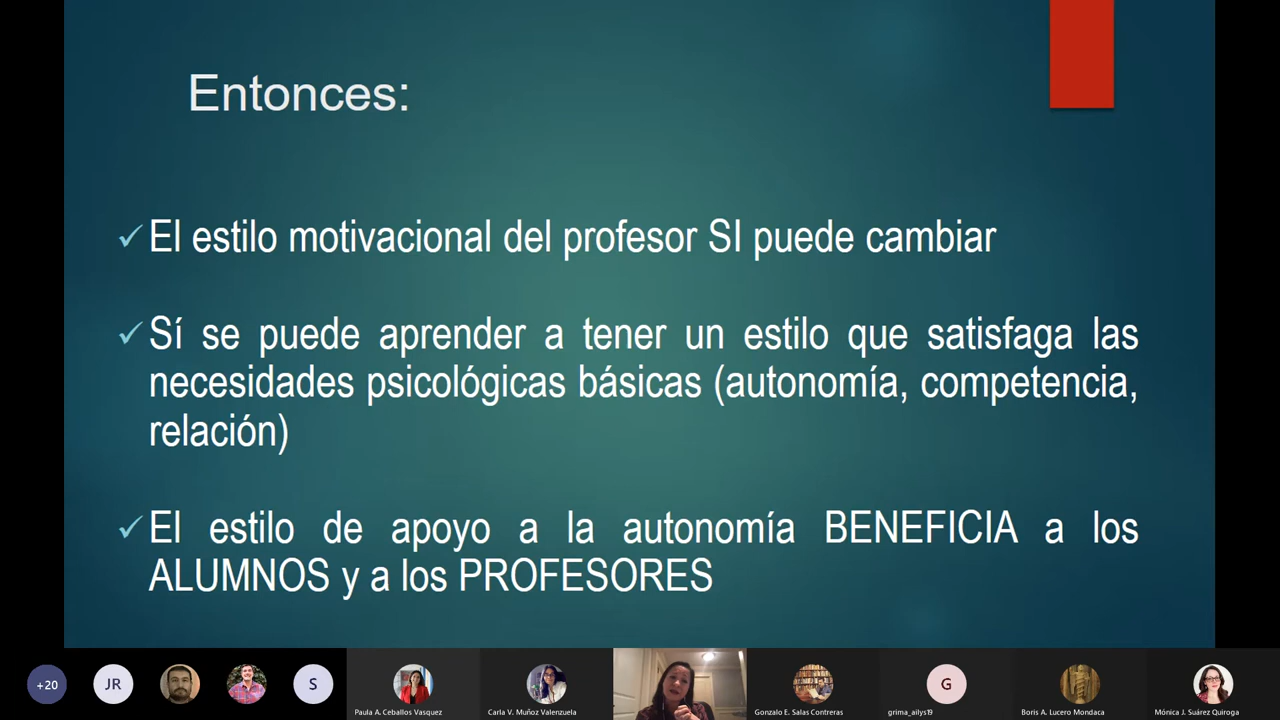 Entonces:
✓El estilo motivacional del profesor SI puede cambiar
✓Sí se puede aprender a tener un estilo que satisfaga las
necesidades psicológicas básicas (autonomía, competencia,
relación)
✓El estilo de apoyo a la autonomía BENEFICIA a los
ALUMNOS y a los PROFESORES
+20
JR
S
G
Paula A. Ceballos Vasquez
Carla V. Muñoz Valenzuela
Gonzalo E. Salas Contreras
grima_ailys19
Boris A. Lucero Mondaca
Mónica J. Suárez Quiroga